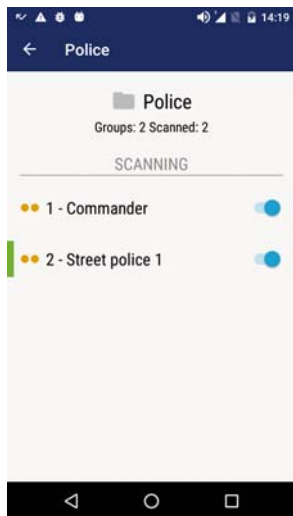 14:19
Police
Police
Groups: 2 Scanned: 2
SCANNING
1 - Commander
2 - Street police 1